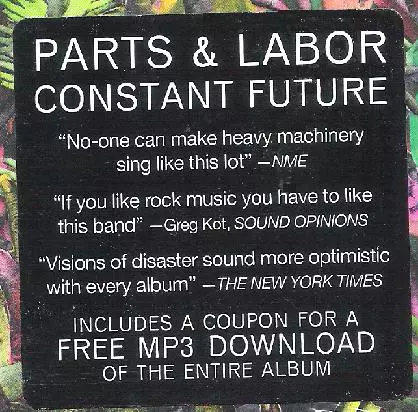 PARTS & LABOR
CONSTANT FUTURE
“No-one can make heavy machinery
sing like this lot” —NME
“If you like rock music you have to like
this band” —Greg Kot, SOUND OPINIONS
“Visions of disaster sound more optimistic
with every album” —THE NEW YORK TIMES
INCLUDES A COUPON FOR A
FREE MP3 DOWNLOAD
OF THE ENTIRE ALBUM